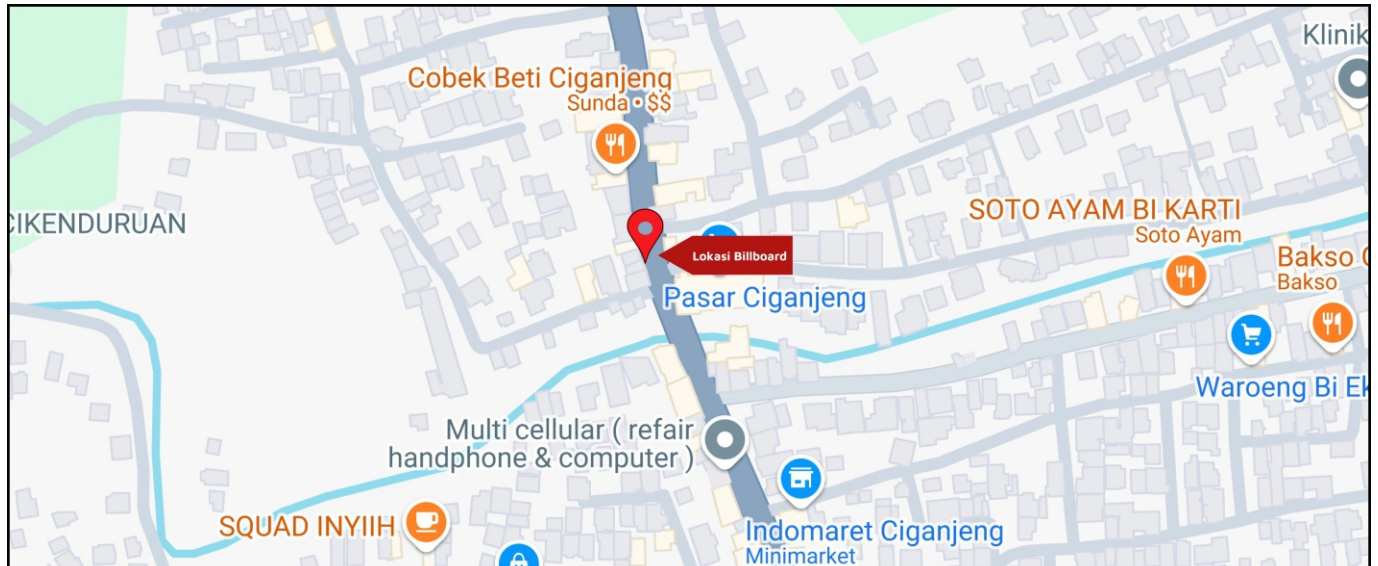 Klinik
Cobek Beti Ciganjeng
Sunda • $$
CIKENDURUAN
SOTO AYAM BI KARTI
Soto Ayam
Lokasi Billboard
Bakso
Bakso
Pasar Ciganjeng
Waroeng Bi
Multi cellular ( refair
handphone & computer )
SQUAD INYIIH
Indomaret Ciganjeng
Minimarket